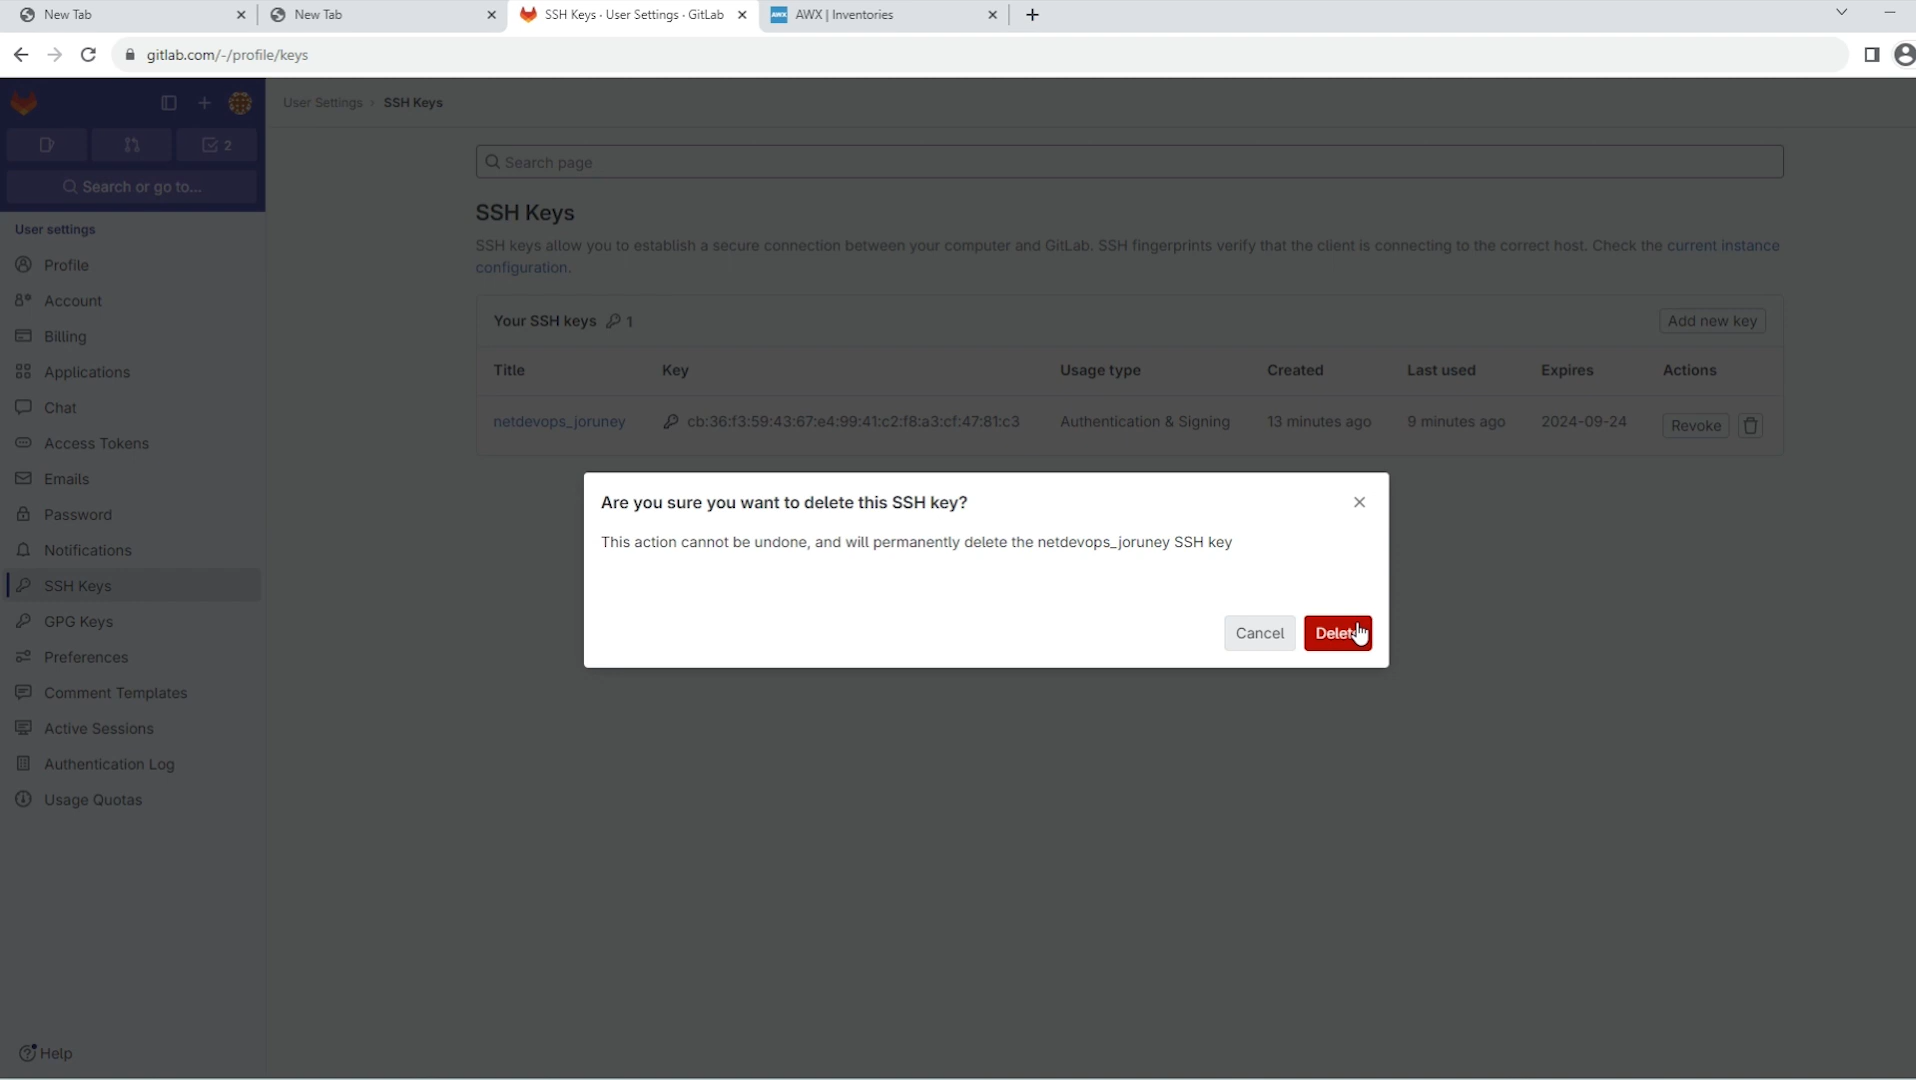 New Tab
New Tab
SSH Keys · User Settings · GitLab
AWX | Inventories
gitlab.com/-/profile/keys
User Settings › SSH Keys
2
Search or go to...
Search page
User settings
Profile
Account
Billing
Applications
Chat
Access Tokens
Emails
Password
Notifications
SSH Keys
GPG Keys
Preferences
Comment Templates
Active Sessions
Authentication Log
Usage Quotas
Help
SSH Keys
SSH keys allow you to establish a secure connection between your computer and GitLab. SSH fingerprints verify that the client is connecting to the correct host. Check the current instance
configuration.
Your SSH keys 1
Add new key
Title Key Usage type Created Last used Expires Actions
netdevops_joruney cb:36:f3:59:43:67:e4:99:41:c2:f8:a3:cf:47:81:c3 Authentication & Signing 13 minutes ago 9 minutes ago 2024-09-24 Revoke
Are you sure you want to delete this SSH key?
This action cannot be undone, and will permanently delete the netdevops_joruney SSH key
Cancel Delete